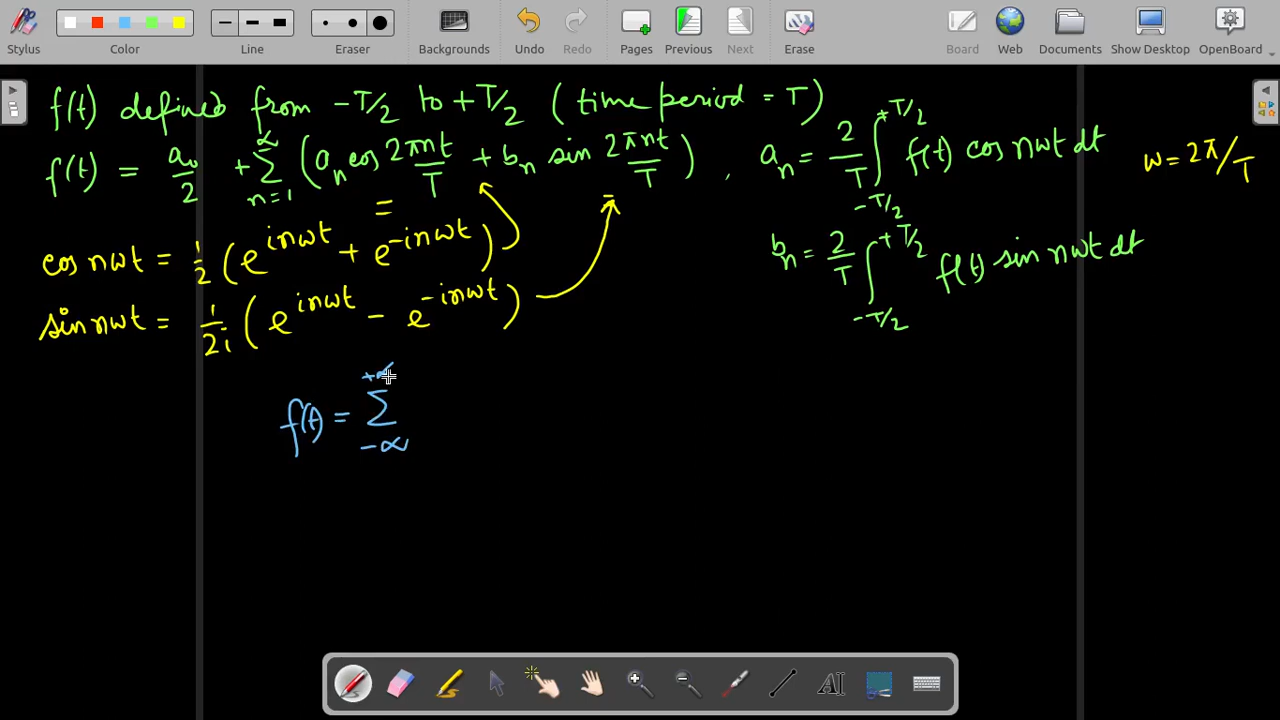 Stylus Color Line Eraser Backgrounds Undo Redo Pages Previous Next Erase Board Web Documents Show Desktop OpenBoard
f(t) defined from -T/2 to +T/2 (time period = T)
f(t) = a₀/2 + ∑_{n=1}^{∞} (aₙ cos 2πnt/T + bₙ sin 2πnt/T) , aₙ = 2/T ∫_{-T/2}^{+T/2} f(t) cos nωt dt ω = 2π/T
cos nωt = 1/2 (e^{inωt} + e^{-inωt})
bₙ = 2/T ∫_{-T/2}^{+T/2} f(t) sin nωt dt
sin nωt = 1/2i (e^{inωt} - e^{-inωt})
f(t) = ∑_{-∞}^{+∞}
AI